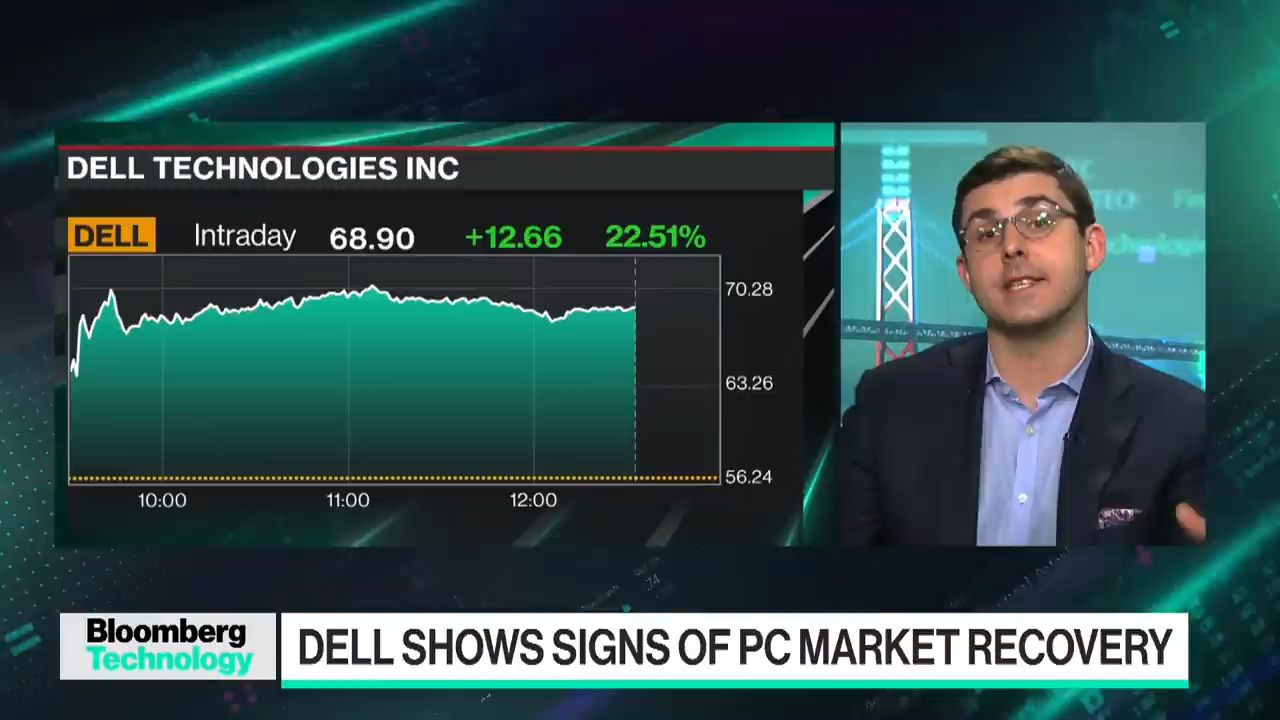 DELL TECHNOLOGIES INC
DELL Intraday 68.90 +12.66 22.51%
70.28
63.26
56.24
10:00 11:00 12:00
Bloomberg
Technology
DELL SHOWS SIGNS OF PC MARKET RECOVERY